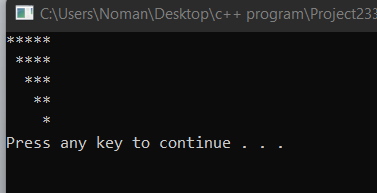 C:\Users\Noman\Desktop\c++ program\Project233
*****
 ****
  ***
   **
    *
Press any key to continue . . .